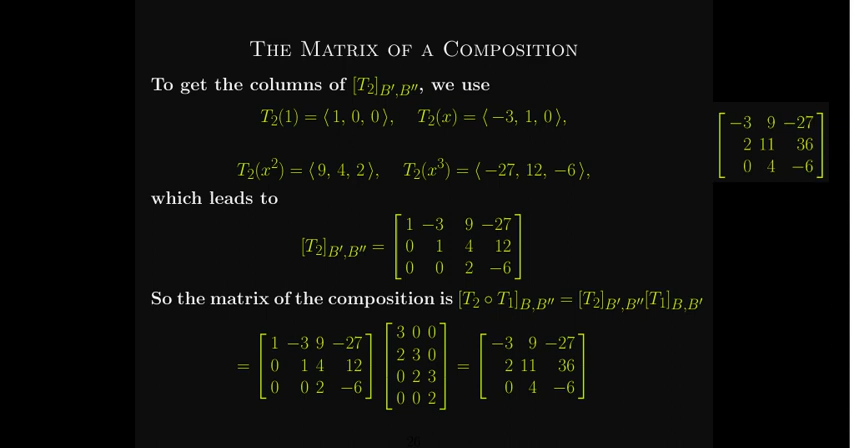 The Matrix of a Composition
To get the columns of [T₂]_{B′,B″}, we use
T₂(1) = ⟨1, 0, 0⟩, T₂(x) = ⟨−3, 1, 0⟩,
T₂(x²) = ⟨9, 4, 2⟩, T₂(x³) = ⟨−27, 12, −6⟩,
which leads to
[T₂]_{B′,B″} = [1 −3 9 −27
0 1 4 12
0 0 2 −6]
So the matrix of the composition is [T₂ ∘ T₁]_{B,B″} = [T₂]_{B′,B″}[T₁]_{B,B′}
= [1 −3 9 −27; 0 1 4 12; 0 0 2 −6] [3 0 0; 2 3 0; 0 2 3; 0 0 2] = [−3 9 −27; 2 11 36; 0 4 −6]
26
−3 9 −27
2 11 36
0 4 −6